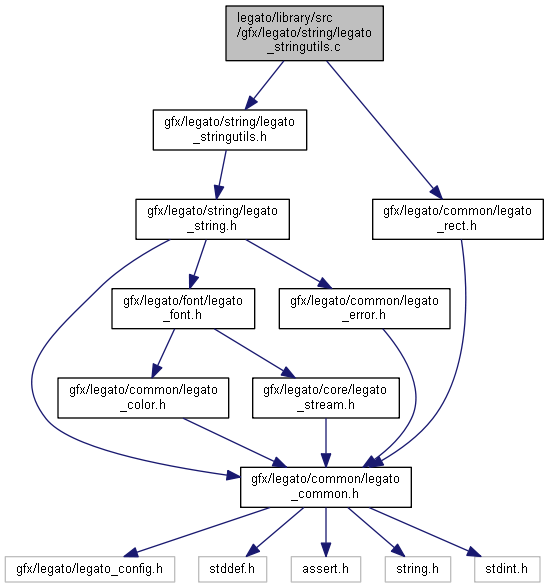 legato/library/src
/gfx/legato/string/legato
_stringutils.c
gfx/legato/string/legato
_stringutils.h
gfx/legato/string/legato
_string.h
gfx/legato/common/legato
_rect.h
gfx/legato/font/legato
_font.h
gfx/legato/common/legato
_error.h
gfx/legato/common/legato
_color.h
gfx/legato/core/legato
_stream.h
gfx/legato/common/legato
_common.h
gfx/legato/legato_config.h
stddef.h
assert.h
string.h
stdint.h